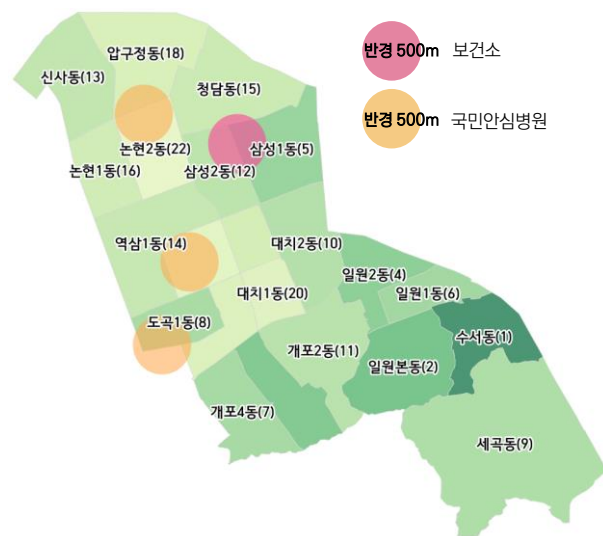 반경 500m 보건소
반경 500m 국민안심병원
압구정동(18)
신사동(13)
청담동(15)
논현2동(22)
삼성1동(5)
논현1동(16)
삼성2동(12)
역삼1동(14)
대치2동(10)
일원2동(4)
대치1동(20)
일원1동(6)
도곡1동(8)
수서동(1)
개포2동(11)
일원본동(2)
개포4동(7)
세곡동(9)